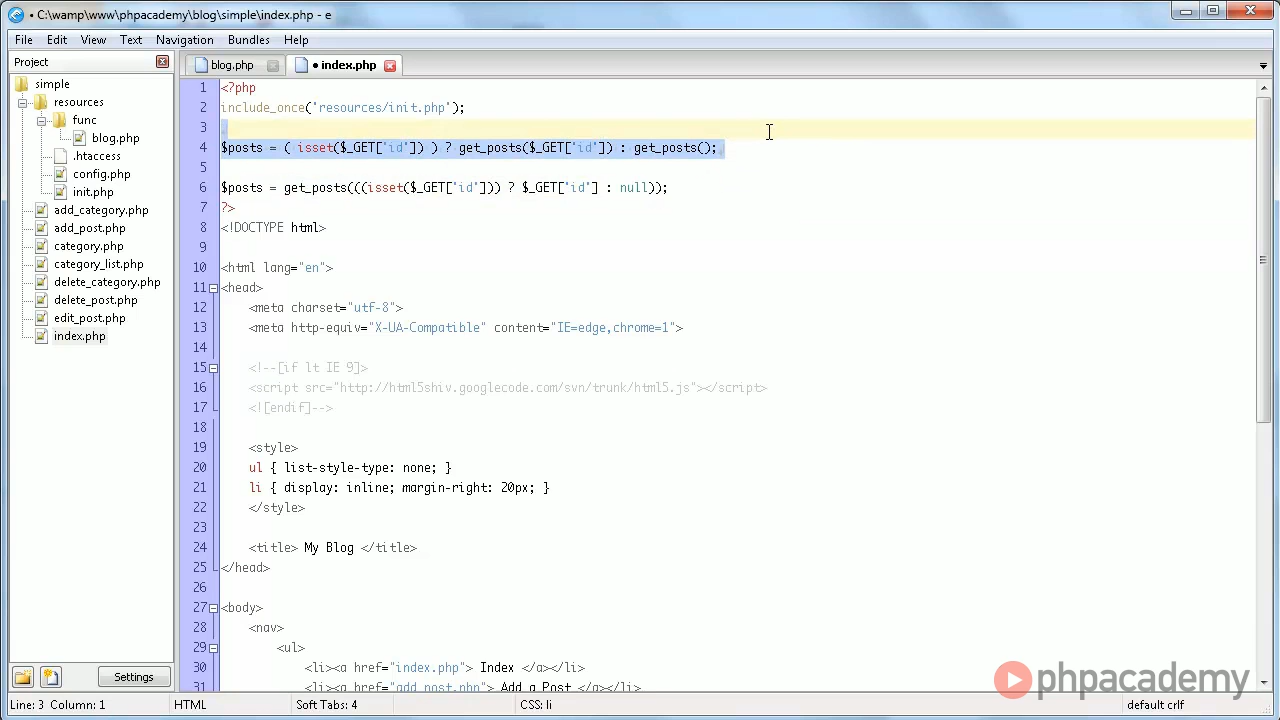 C:\wamp\www\phpacademy\blog\simple\index.php - e
File Edit View Text Navigation Bundles Help
Project
simple
resources
func
blog.php
.htaccess
config.php
init.php
add_category.php
add_post.php
category.php
category_list.php
delete_category.php
delete_post.php
edit_post.php
index.php
Settings
blog.php • index.php
1 <?php
2 include_once('resources/init.php');
3
4 $posts = ( isset($_GET['id']) ) ? get_posts($_GET['id']) : get_posts();
5
6 $posts = get_posts(((isset($_GET['id'])) ? $_GET['id'] : null));
7 ?>
8 <!DOCTYPE html>
9
10 <html lang="en">
11 <head>
12 <meta charset="utf-8">
13 <meta http-equiv="X-UA-Compatible" content="IE=edge,chrome=1">
14
15 <!--[if lt IE 9]>
16 <script src="http://html5shiv.googlecode.com/svn/trunk/html5.js"></script>
17 <![endif]-->
18
19 <style>
20 ul { list-style-type: none; }
21 li { display: inline; margin-right: 20px; }
22 </style>
23
24 <title> My Blog </title>
25 </head>
26
27 <body>
28 <nav>
29 <ul>
30 <li><a href="index.php"> Index </a></li>
31 <li><a href="add_post.php"> Add a Post </a></li>
phpacademy
Line: 3 Column: 1 HTML Soft Tabs: 4 CSS: li default crlf